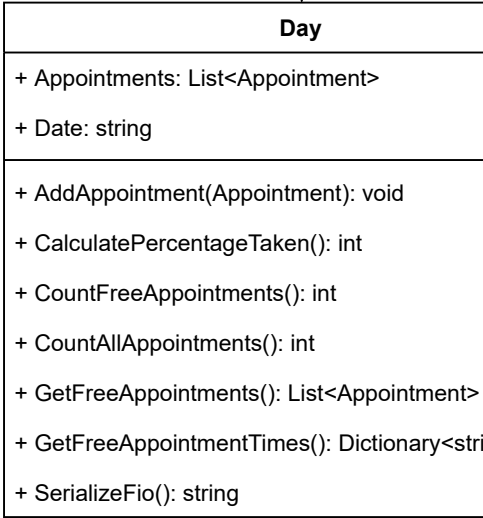 Day
+ Appointments: List<Appointment>
+ Date: string
+ AddAppointment(Appointment): void
+ CalculatePercentageTaken(): int
+ CountFreeAppointments(): int
+ CountAllAppointments(): int
+ GetFreeAppointments(): List<Appointment>
+ GetFreeAppointmentTimes(): Dictionary<stri
+ SerializeFio(): string